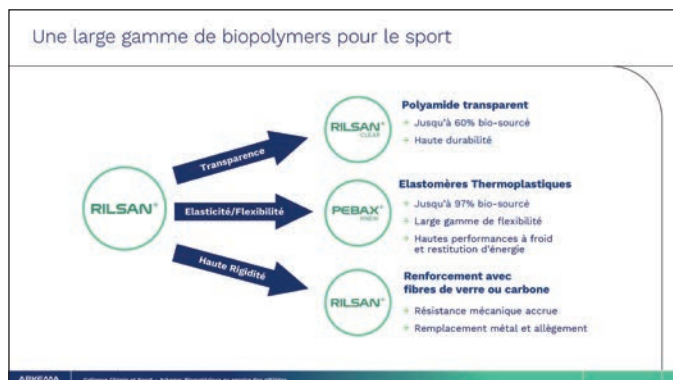 Une large gamme de biopolymers pour le sport
RILSAN
Transparence
Elasticité/Flexibilité
Haute Rigidité
RILSAN
CLEAR
Polyamide transparent
+ Jusqu'à 60% bio-sourcé
+ Haute durabilité
PEBAX
RNEW
Elastomères Thermoplastiques
+ Jusqu'à 97% bio-sourcé
+ Large gamme de flexibilité
+ Hautes performances à froid
et restitution d'énergie
RILSAN
Renforcement avec
fibres de verre ou carbone
+ Résistance mécanique accrue
+ Remplacement métal et allègement
ARKEMA